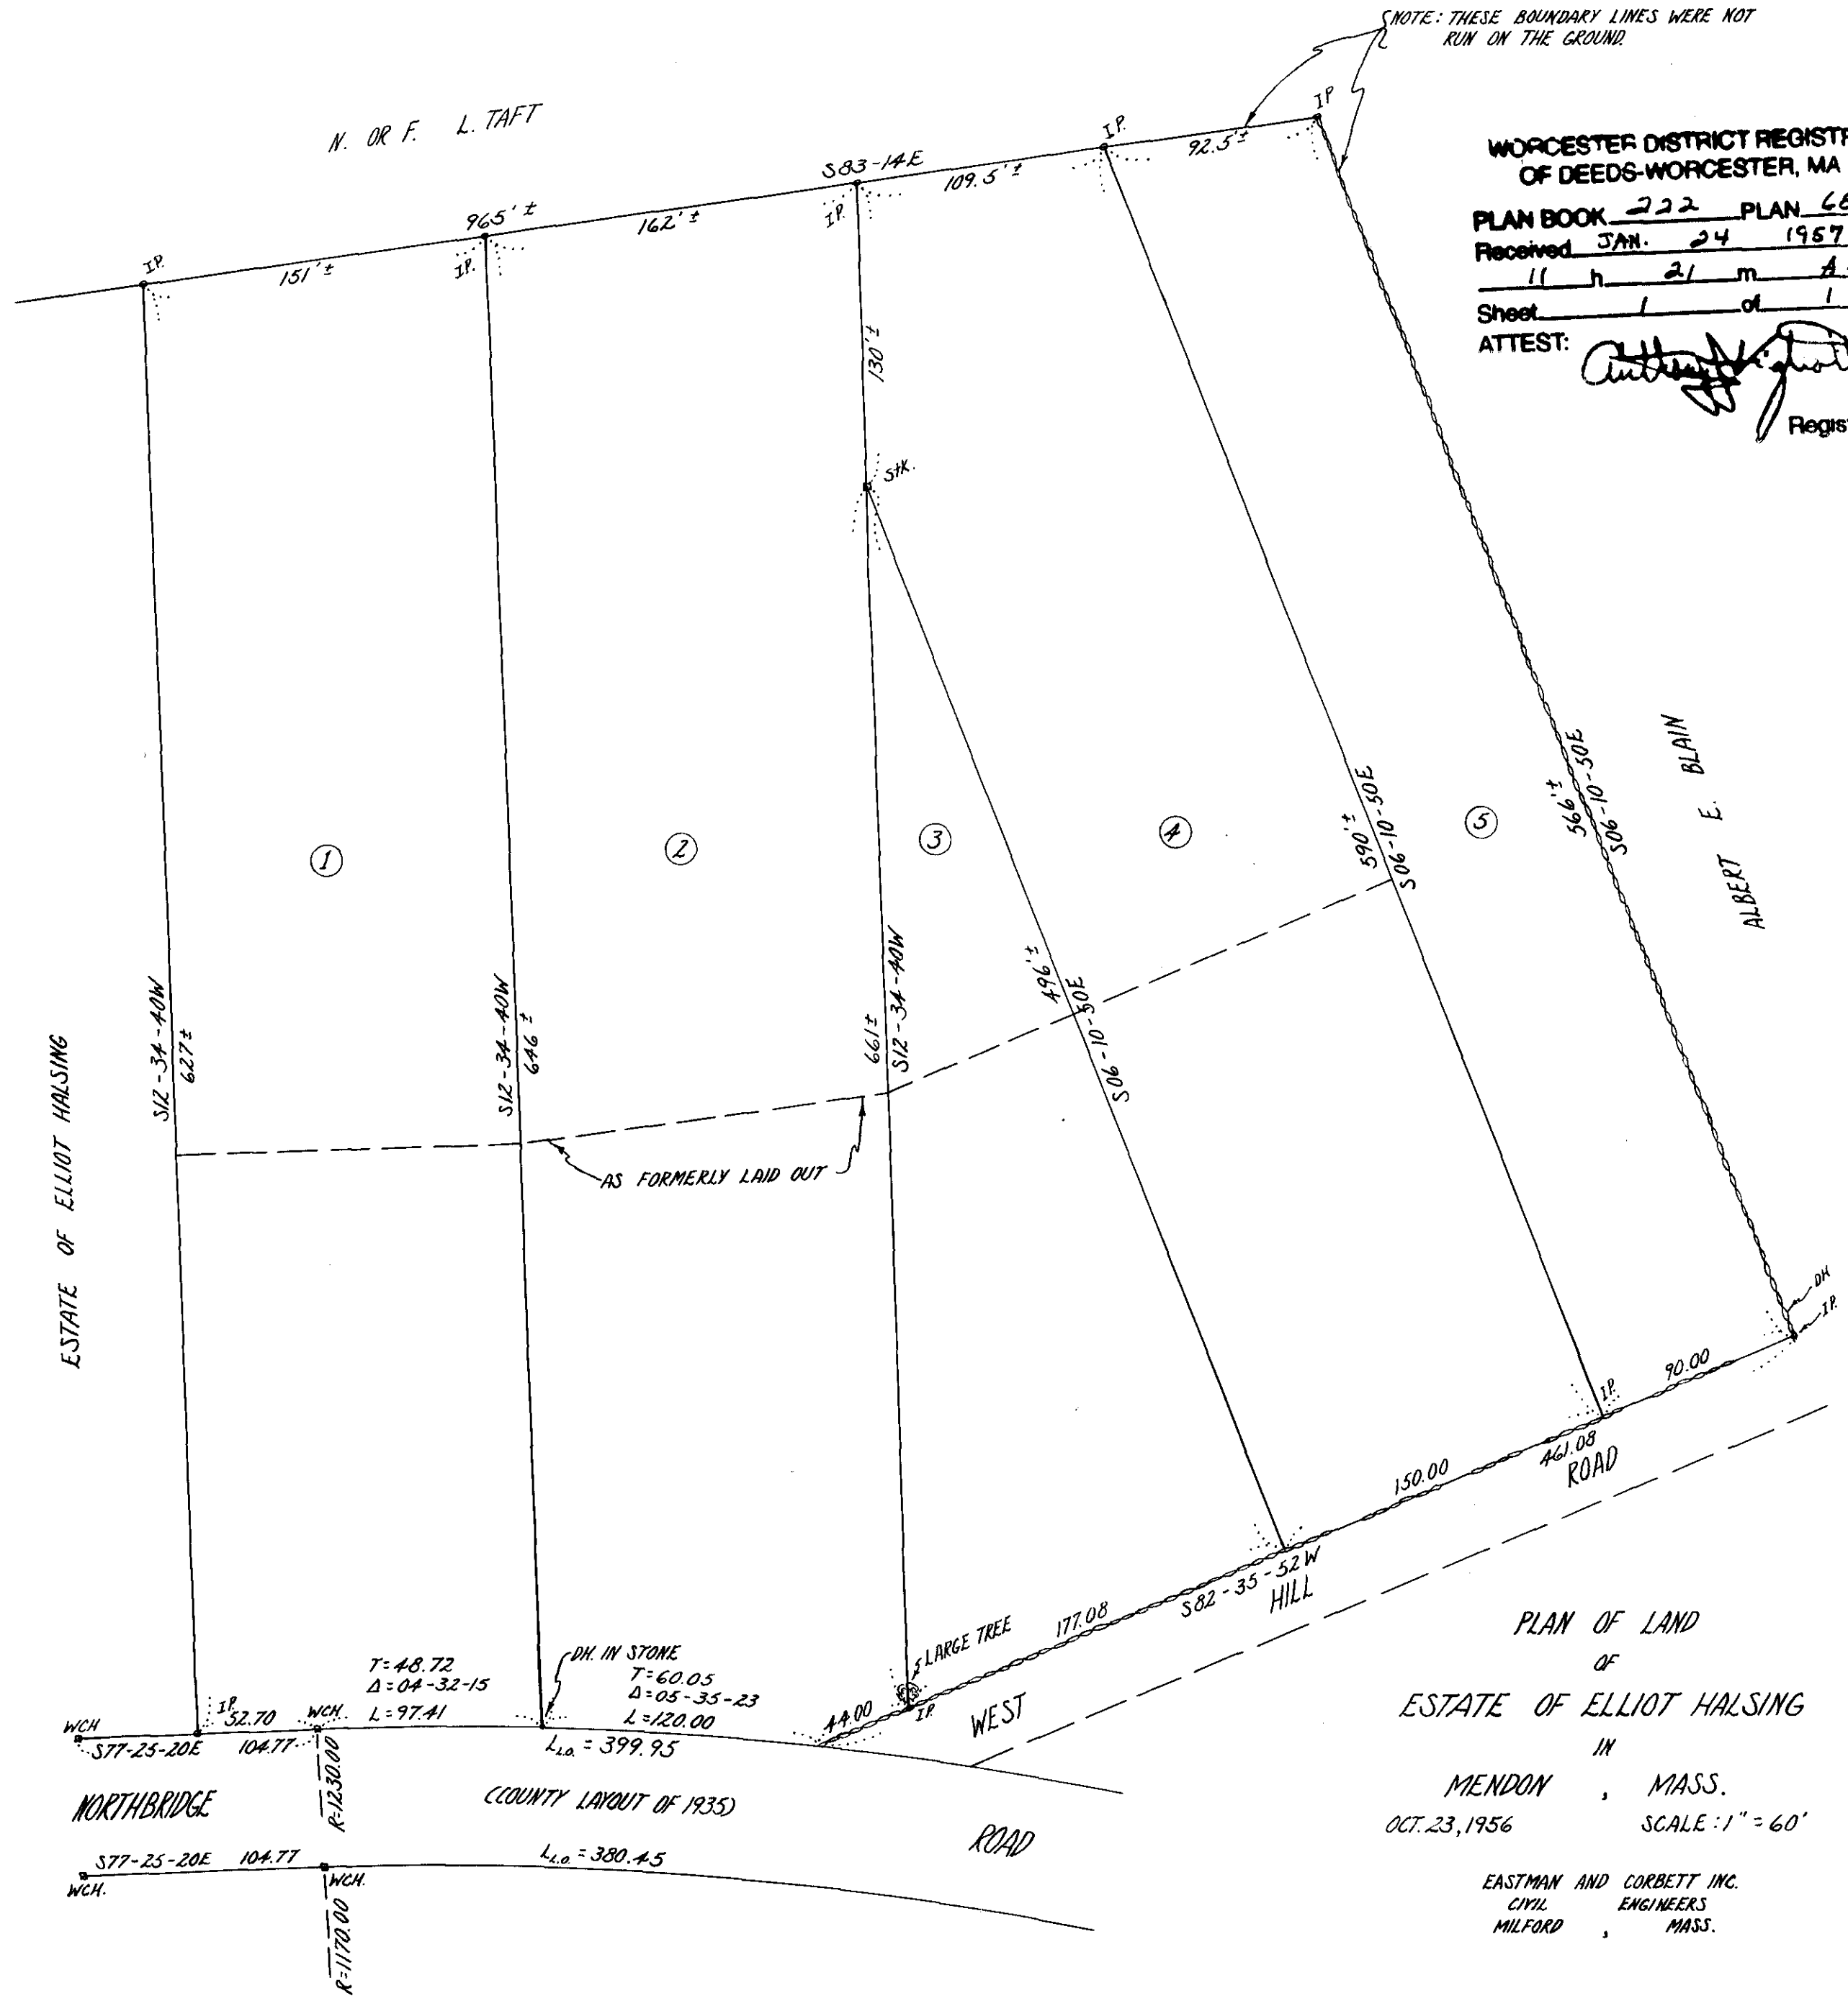 NOTE: THESE BOUNDARY LINES WERE NOT
RUN ON THE GROUND.
N. OR F. L. TAFT
WORCESTER DISTRICT REGISTR
OF DEEDS-WORCESTER, MA
PLAN BOOK 222 PLAN 68
Received JAN. 24 1957
11 h 21 m A
Sheet 1 of 1
ATTEST:
Regis
I.P.
151'±
965'±
I.P.
162'±
S83-14E
I.P.
109.5'±
I.P.
92.5'±
IP
130'±
Stk.
1
2
3
4
5
S12-34-40W
627±
S12-34-40W
646±
661±
S12-34-40W
496'±
S06-10-50E
590'±
S06-10-50E
566'±
S06-10-50E
ALBERT E. BLAIN
ESTATE OF ELLIOT HALSING
AS FORMERLY LAID OUT
DH
I.P.
90.00
I.P.
461.08
150.00
S82-35-52W
177.08
LARGE TREE
44.00
I.P.
WEST HILL ROAD
DH. IN STONE
T=48.72
Δ=04-32-15
L=97.41
T=60.05
Δ=05-35-23
L=120.00
WCH
I.P.
52.70
WCH.
S77-25-20E 104.77
L L.O. = 399.95
R=1230.00
NORTHBRIDGE (COUNTY LAYOUT OF 1935) ROAD
S77-25-20E 104.77
L L.O. = 380.45
WCH.
WCH.
R=1170.00
PLAN OF LAND
OF
ESTATE OF ELLIOT HALSING
IN
MENDON , MASS.
OCT. 23, 1956 SCALE: 1" = 60'
EASTMAN AND CORBETT INC.
CIVIL ENGINEERS
MILFORD , MASS.